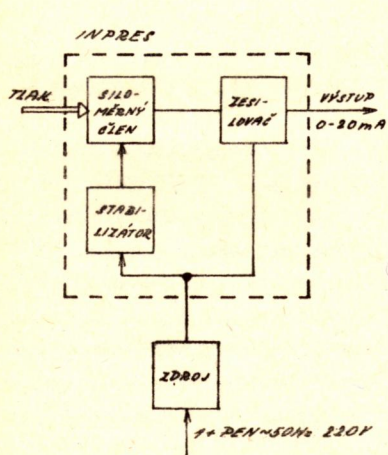 INPRES
TLAK
SILO-
MĚRNÝ
ČLEN
ZESI-
LOVAČ
VÝSTUP
0-20mA
STABI-
LIZÁTOR
ZDROJ
1+PEN~50Hz 220V